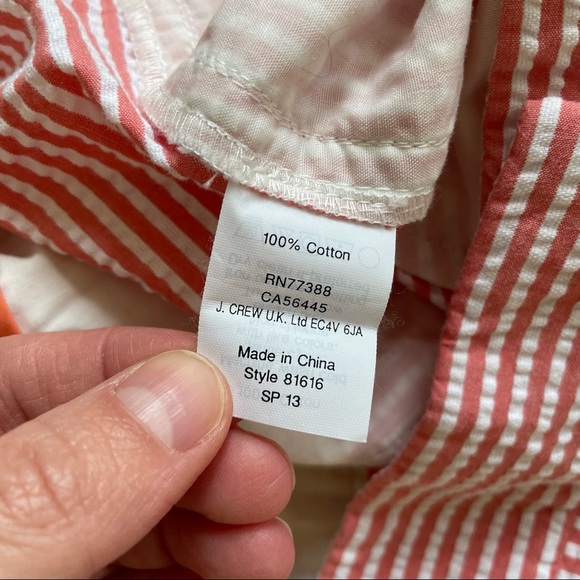 100% Cotton
RN77388
CA56445
J. CREW U.K. Ltd EC4V 6JA
Made in China
Style 81616
SP 13